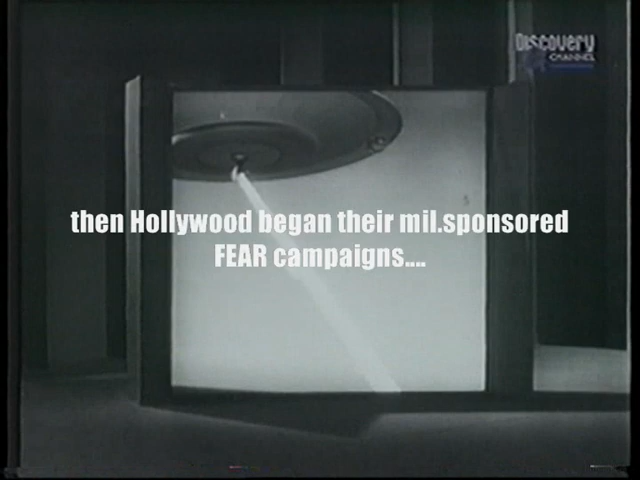 Discovery
CHANNEL
then Hollywood began their mil.sponsored
FEAR campaigns....